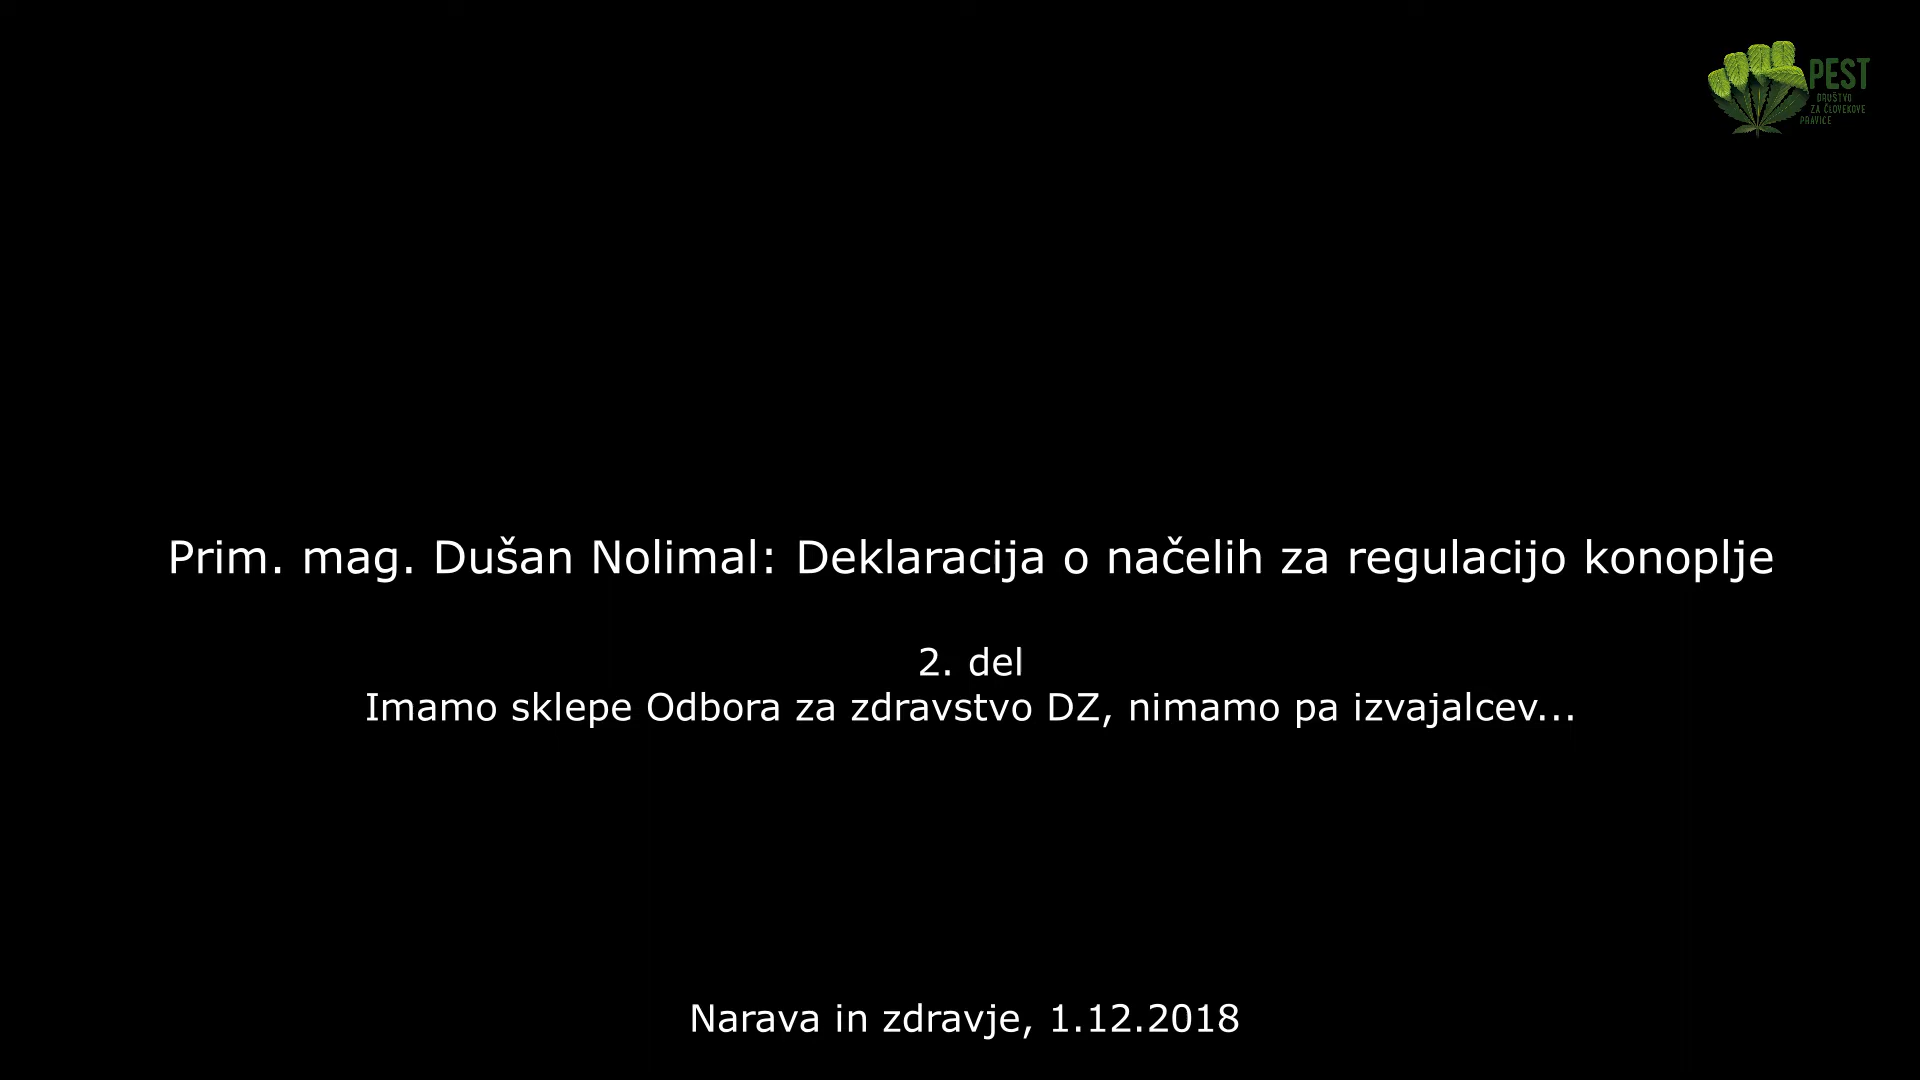 PEST
DRUŠTVO
ZA ČLOVEKOVE
PRAVICE
Prim. mag. Dušan Nolimal: Deklaracija o načelih za regulacijo konoplje
2. del
Imamo sklepe Odbora za zdravstvo DZ, nimamo pa izvajalcev...
Narava in zdravje, 1.12.2018